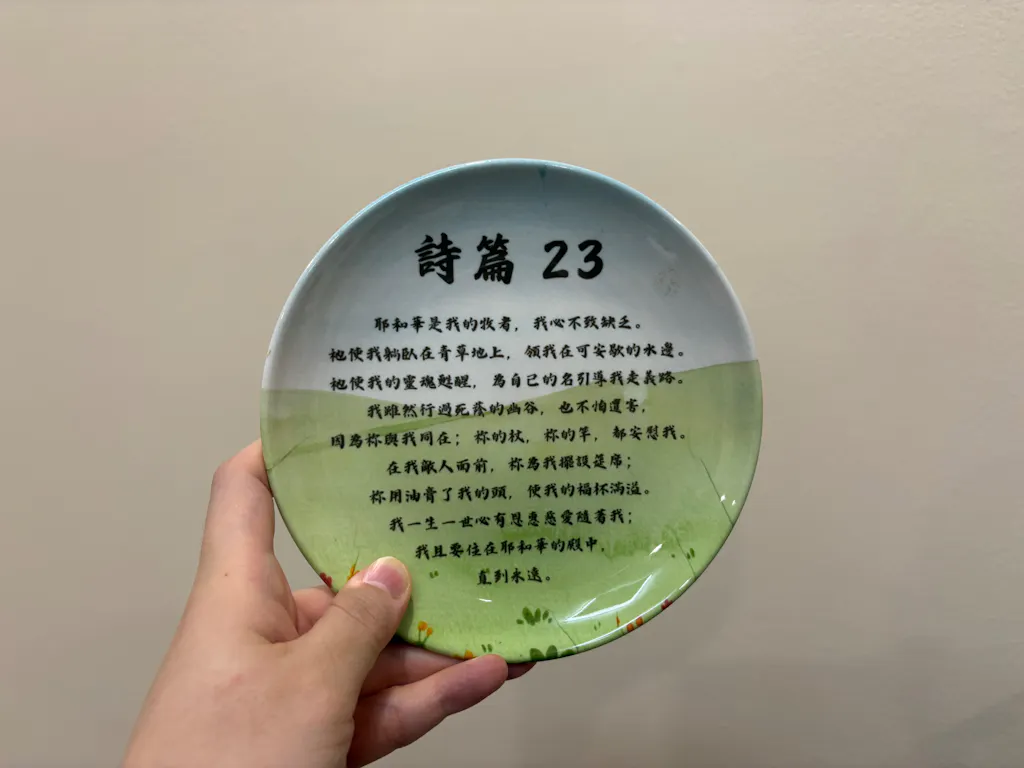 詩篇 23
耶和華是我的牧者，我必不致缺乏。
祂使我躺臥在青草地上，領我在可安歇的水邊。
祂使我的靈魂甦醒，為自己的名引導我走義路。
我雖然行過死蔭的幽谷，也不怕遭害，
因為祢與我同在；祢的杖，祢的竿，都安慰我。
在我敵人面前，祢為我擺設筵席；
祢用油膏了我的頭，使我的福杯滿溢。
我一生一世必有恩惠慈愛隨著我；
我且要住在耶和華的殿中，
直到永遠。